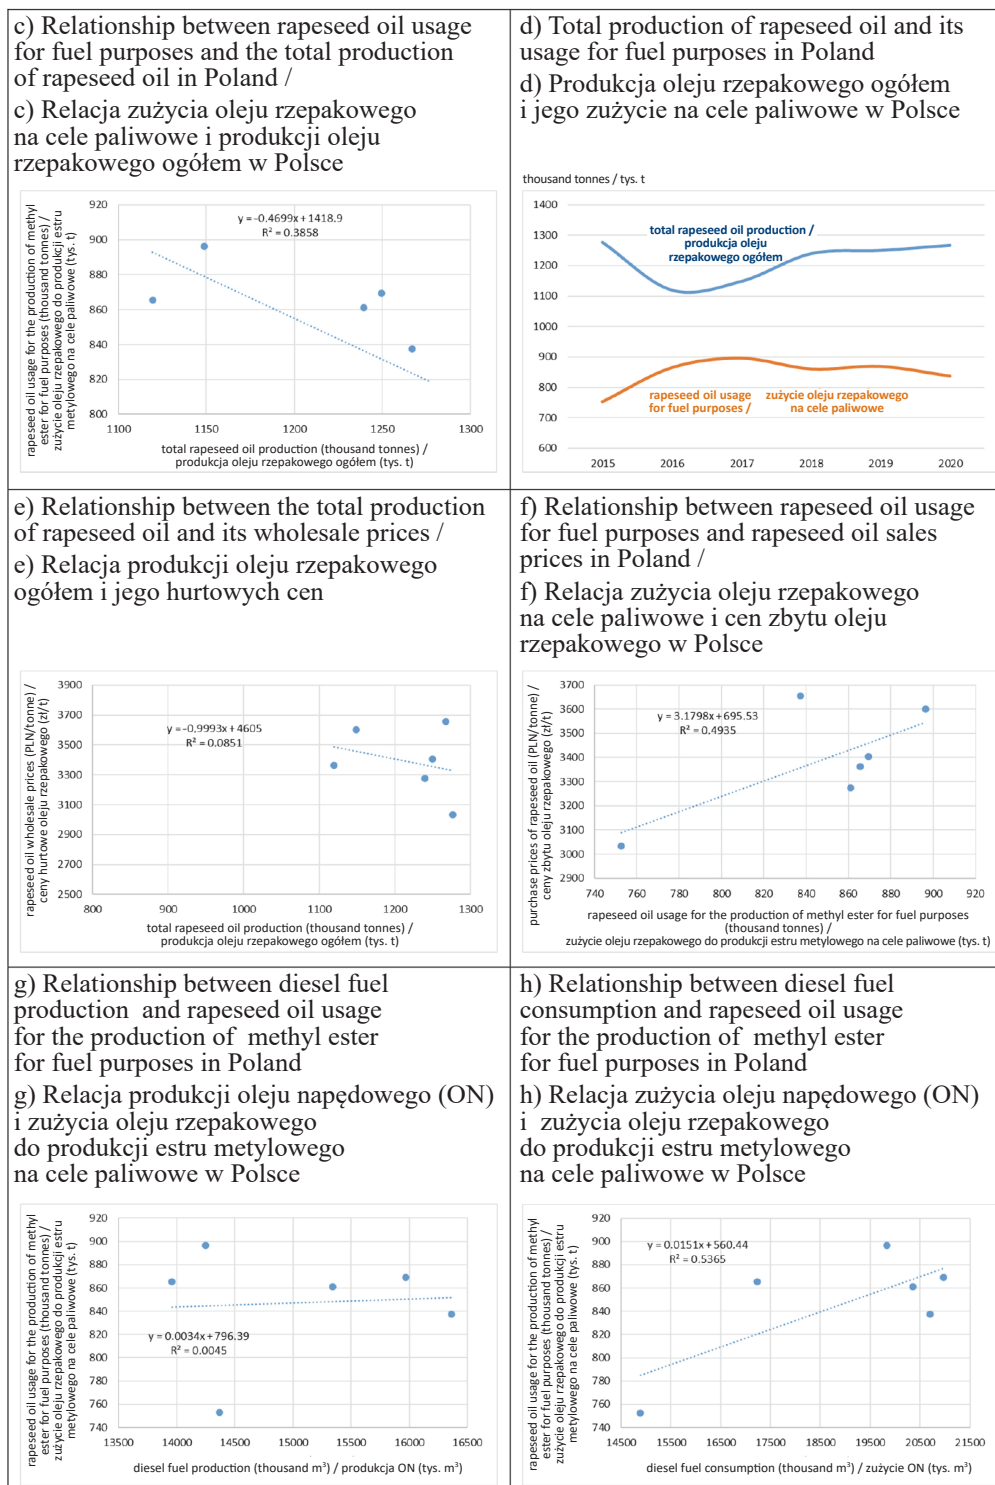 c) Relationship between rapeseed oil usage
for fuel purposes and the total production
of rapeseed oil in Poland /
c) Relacja zużycia oleju rzepakowego
na cele paliwowe i produkcji oleju
rzepakowego ogółem w Polsce
rapeseed oil usage for the production of methyl
ester for fuel purposes (thousand tonnes) /
zużycie oleju rzepakowego do produkcji estru
metylowego na cele paliwowe (tys. t)
920
900
880
860
840
820
800
y = -0.4699x + 1418.9
R² = 0.3858
1100 1150 1200 1250 1300
total rapeseed oil production (thousand tonnes) /
produkcja oleju rzepakowego ogółem (tys. t)
d) Total production of rapeseed oil and its
usage for fuel purposes in Poland
d) Produkcja oleju rzepakowego ogółem
i jego zużycie na cele paliwowe w Polsce
thousand tonnes / tys. t
1400
1300
1200
1100
1000
900
800
700
600
total rapeseed oil production /
produkcja oleju
rzepakowego ogółem
rapeseed oil usage
for fuel purposes /
zużycie oleju rzepakowego
na cele paliwowe
2015 2016 2017 2018 2019 2020
e) Relationship between the total production
of rapeseed oil and its wholesale prices /
e) Relacja produkcji oleju rzepakowego
ogółem i jego hurtowych cen
rapeseed oil wholesale prices (PLN/tonne) /
ceny hurtowe oleju rzepakowego (zł/t)
3900
3700
3500
3300
3100
2900
2700
2500
y = -0.9993x + 4605
R² = 0.0851
800 900 1000 1100 1200 1300
total rapeseed oil production (thousand tonnes) /
produkcja oleju rzepakowego ogółem (tys. t)
f) Relationship between rapeseed oil usage
for fuel purposes and rapeseed oil sales
prices in Poland /
f) Relacja zużycia oleju rzepakowego
na cele paliwowe i cen zbytu oleju
rzepakowego w Polsce
purchase prices of rapeseed oil (PLN/tonne) /
ceny zbytu oleju rzepakowego (zł/t)
3700
3600
3500
3400
3300
3200
3100
3000
2900
y = 3.1798x + 695.53
R² = 0.4935
740 760 780 800 820 840 860 880 900 920
rapeseed oil usage for the production of methyl ester for fuel purposes
(thousand tonnes) /
zużycie oleju rzepakowego do produkcji estru metylowego na cele paliwowe (tys. t)
g) Relationship between diesel fuel
production and rapeseed oil usage
for the production of methyl ester
for fuel purposes in Poland
g) Relacja produkcji oleju napędowego (ON)
i zużycia oleju rzepakowego
do produkcji estru metylowego
na cele paliwowe w Polsce
rapeseed oil usage for the production of methyl
ester for fuel purposes (thousand tonnes) /
zużycie oleju rzepakowego do produkcji estru
metylowego na cele paliwowe (tys. t)
920
900
880
860
840
820
800
780
760
740
y = 0.0034x + 796.39
R² = 0.0045
13500 14000 14500 15000 15500 16000 16500
diesel fuel production (thousand m³) / produkcja ON (tys. m³)
h) Relationship between diesel fuel
consumption and rapeseed oil usage
for the production of methyl ester
for fuel purposes in Poland
h) Relacja zużycia oleju napędowego (ON)
i zużycia oleju rzepakowego
do produkcji estru metylowego
na cele paliwowe w Polsce
rapeseed oil usage for the production of methyl
ester for fuel purposes (thousand tonnes) /
zużycie oleju rzepakowego do produkcji estru
metylowego na cele paliwowe (tys. t)
920
900
880
860
840
820
800
780
760
740
y = 0.0151x + 560.44
R² = 0.5365
14500 16500 17500 18500 19500 20500 21500
diesel fuel consumption (thousand m³) / zużycie ON (tys. m³)